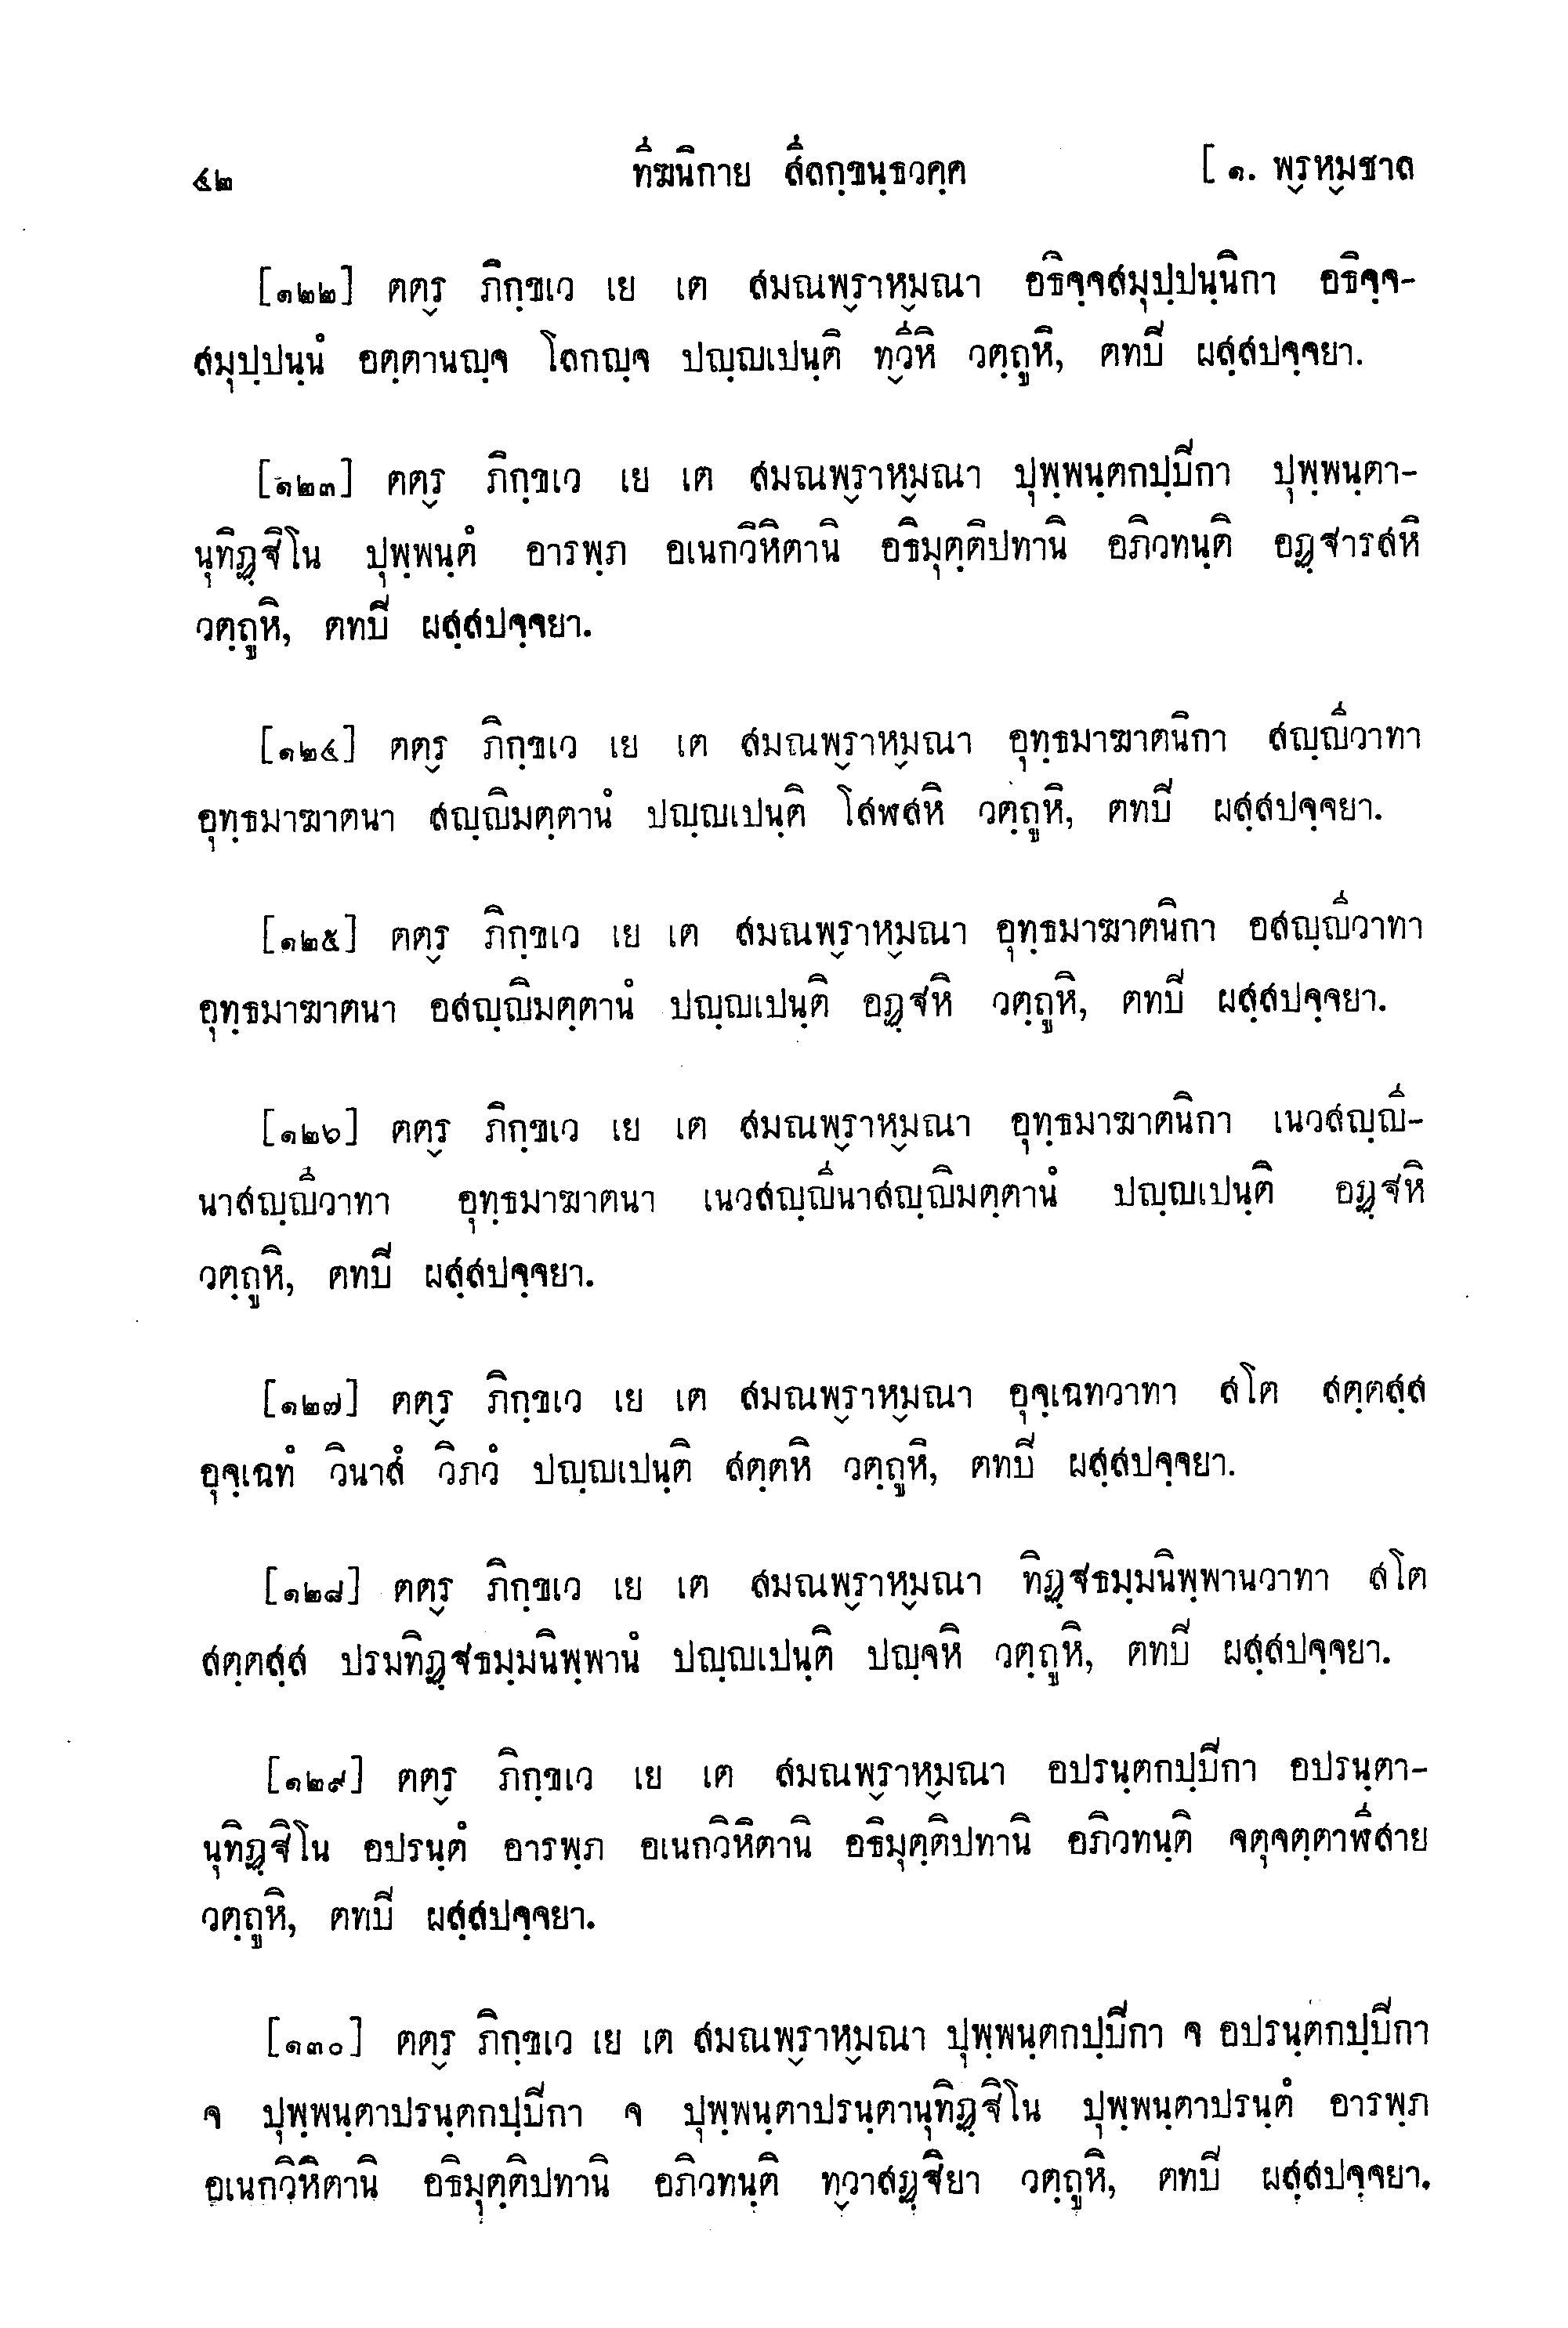 ๔๒ ทีฆนิกาย สีลกฺขนฺธวคฺค [ ๑. พ๎รห๎มชาล
[๑๒๒] ตต๎ร ภิกฺขเว เย เต สมณพ๎ราห๎มณา อธิจฺจสมุปฺปนฺนิกา อธิจฺจ-
สมุปฺปนฺนํ อตฺตานญฺจ โลกญฺจ ปญฺญเปนฺติ ท๎วีหิ วตฺถูหิ, ตทปิ ผสฺสปจฺจยา.
[๑๒๓] ตต๎ร ภิกฺขเว เย เต สมณพ๎ราห๎มณา ปุพฺพนฺตกปฺปิกา ปุพฺพนฺตา-
นุทิฏฺฐิโน ปุพฺพนฺตํ อารพฺภ อเนกวิหิตานิ อธิมุตฺติปทานิ อภิวทนฺติ อฏฺฐารสหิ
วตฺถูหิ, ตทปิ ผสฺสปจฺจยา.
[๑๒๔] ตต๎ร ภิกฺขเว เย เต สมณพ๎ราห๎มณา อุทฺธมาฆาตนิกา สญฺญีวาทา
อุทฺธมาฆาตนา สญฺญิมตฺตานํ ปญฺญเปนฺติ โสฬสหิ วตฺถูหิ, ตทปิ ผสฺสปจฺจยา.
[๑๒๕] ตต๎ร ภิกฺขเว เย เต สมณพ๎ราห๎มณา อุทฺธมาฆาตนิกา อสญฺญีวาทา
อุทฺธมาฆาตนา อสญฺญิมตฺตานํ ปญฺญเปนฺติ อฏฺฐหิ วตฺถูหิ, ตทปิ ผสฺสปจฺจยา.
[๑๒๖] ตต๎ร ภิกฺขเว เย เต สมณพ๎ราห๎มณา อุทฺธมาฆาตนิกา เนวสญฺญี-
นาสญฺญีวาทา อุทฺธมาฆาตนา เนวสญฺญีนาสญฺญิมตฺตานํ ปญฺญเปนฺติ อฏฺฐหิ
วตฺถูหิ, ตทปิ ผสฺสปจฺจยา.
[๑๒๗] ตต๎ร ภิกฺขเว เย เต สมณพ๎ราห๎มณา อุจฺเฉทวาทา สโต สตฺตสฺส
อุจฺเฉทํ วินาสํ วิภวํ ปญฺญเปนฺติ สตฺตหิ วตฺถูหิ, ตทปิ ผสฺสปจฺจยา.
[๑๒๘] ตต๎ร ภิกฺขเว เย เต สมณพ๎ราห๎มณา ทิฏฺฐธมฺมนิพฺพานวาทา สโต
สตฺตสฺส ปรมทิฏฺฐธมฺมนิพฺพานํ ปญฺญเปนฺติ ปญฺจหิ วตฺถูหิ, ตทปิ ผสฺสปจฺจยา.
[๑๒๙] ตต๎ร ภิกฺขเว เย เต สมณพ๎ราห๎มณา อปรนฺตกปฺปิกา อปรนฺตา-
นุทิฏฺฐิโน อปรนฺตํ อารพฺภ อเนกวิหิตานิ อธิมุตฺติปทานิ อภิวทนฺติ จตุจตฺตาฬีสาย
วตฺถูหิ, ตทปิ ผสฺสปจฺจยา.
[๑๓๐] ตต๎ร ภิกฺขเว เย เต สมณพ๎ราห๎มณา ปุพฺพนฺตกปฺปิกา จ อปรนฺตกปฺปิกา
จ ปุพฺพนฺตาปรนฺตกปฺปิกา จ ปุพฺพนฺตาปรนฺตานุทิฏฺฐิโน ปุพฺพนฺตาปรนฺตํ อารพฺภ
อเนกวิหิตานิ อธิมุตฺติปทานิ อภิวทนฺติ ท๎วาสฏฺฐิยา วตฺถูหิ, ตทปิ ผสฺสปจฺจยา.